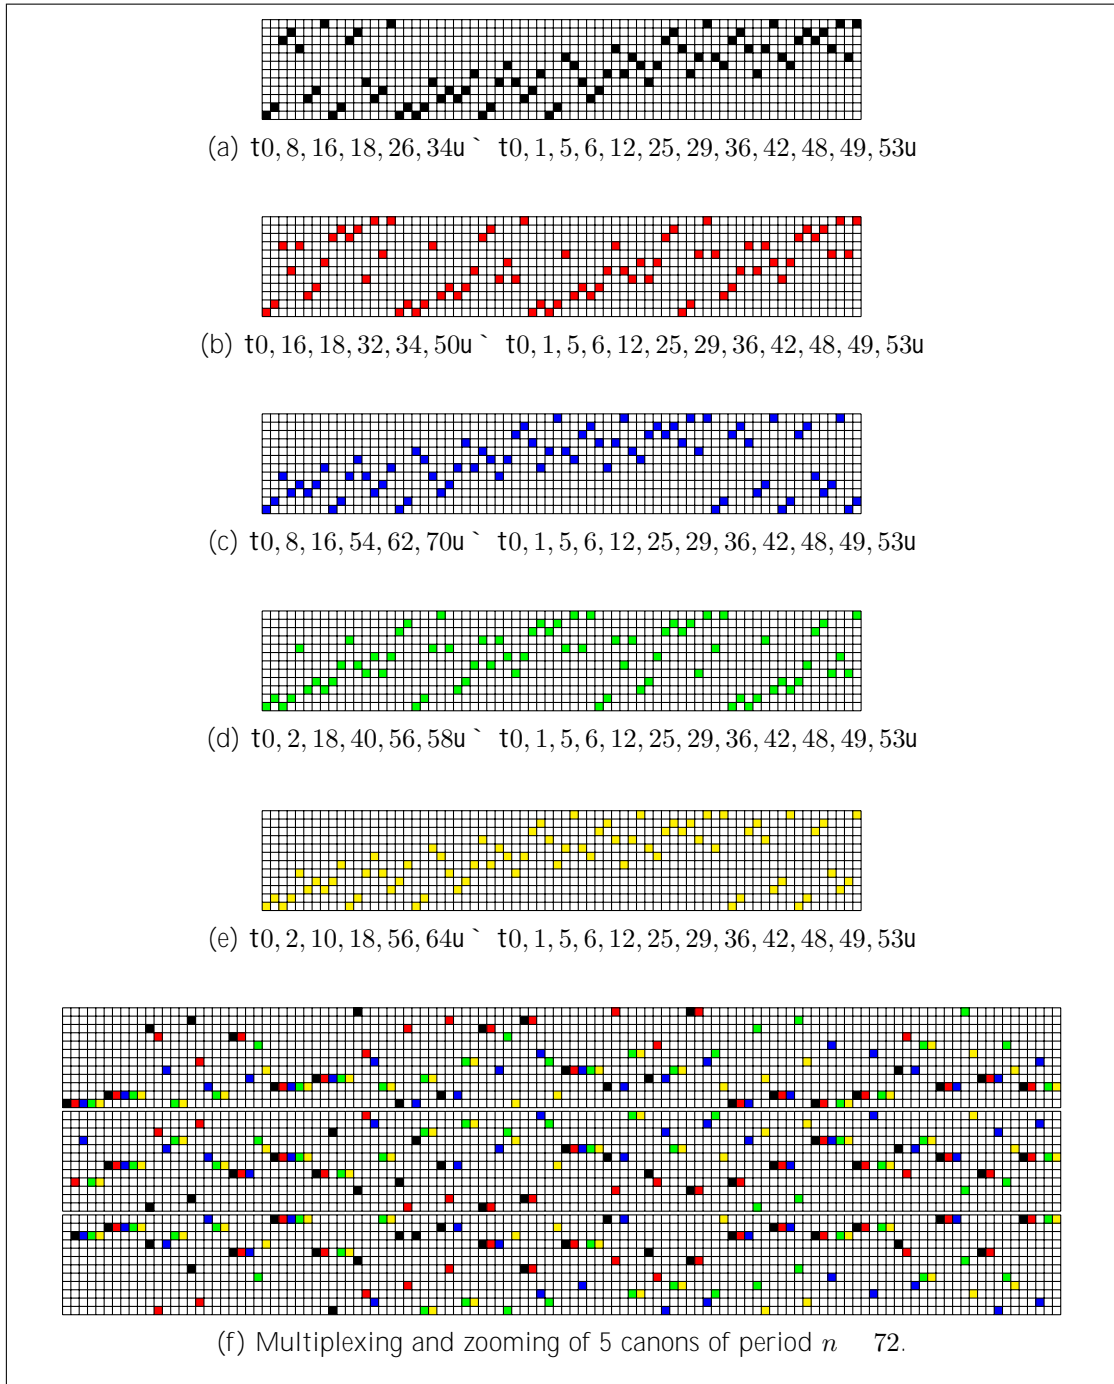 (a) t0, 8, 16, 18, 26, 34u ` t0, 1, 5, 6, 12, 25, 29, 36, 42, 48, 49, 53u
(b) t0, 16, 18, 32, 34, 50u ` t0, 1, 5, 6, 12, 25, 29, 36, 42, 48, 49, 53u
(c) t0, 8, 16, 54, 62, 70u ` t0, 1, 5, 6, 12, 25, 29, 36, 42, 48, 49, 53u
(d) t0, 2, 18, 40, 56, 58u ` t0, 1, 5, 6, 12, 25, 29, 36, 42, 48, 49, 53u
(e) t0, 2, 10, 18, 56, 64u ` t0, 1, 5, 6, 12, 25, 29, 36, 42, 48, 49, 53u
(f) Multiplexing and zooming of 5 canons of period n 72.